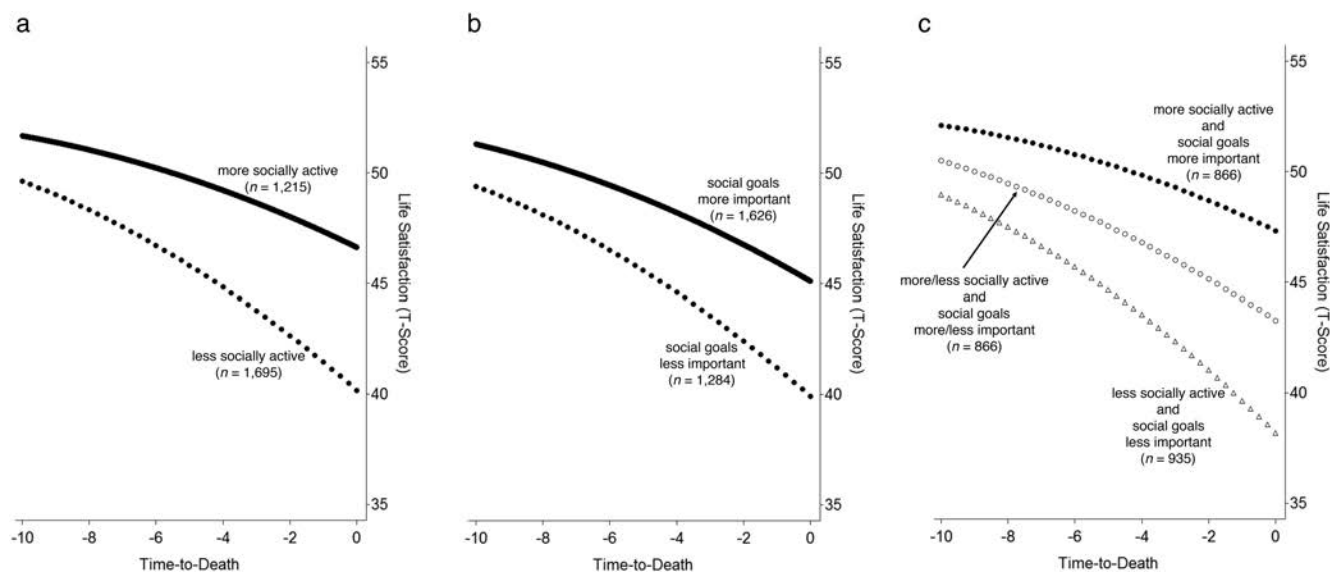 a
55
50
45
40
35
more socially active
(n = 1,215)
less socially active
(n = 1,695)
Life Satisfaction (T-Score)
-10 -8 -6 -4 -2 0
Time-to-Death
b
55
50
45
40
35
social goals
more important
(n = 1,626)
social goals
less important
(n = 1,284)
Life Satisfaction (T-Score)
-10 -8 -6 -4 -2 0
Time-to-Death
c
55
50
45
40
35
more socially active
and
social goals
more important
(n = 866)
more/less socially active
and
social goals
more/less important
(n = 866)
less socially active
and
social goals
less important
(n = 935)
Life Satisfaction (T-Score)
-10 -8 -6 -4 -2 0
Time-to-Death